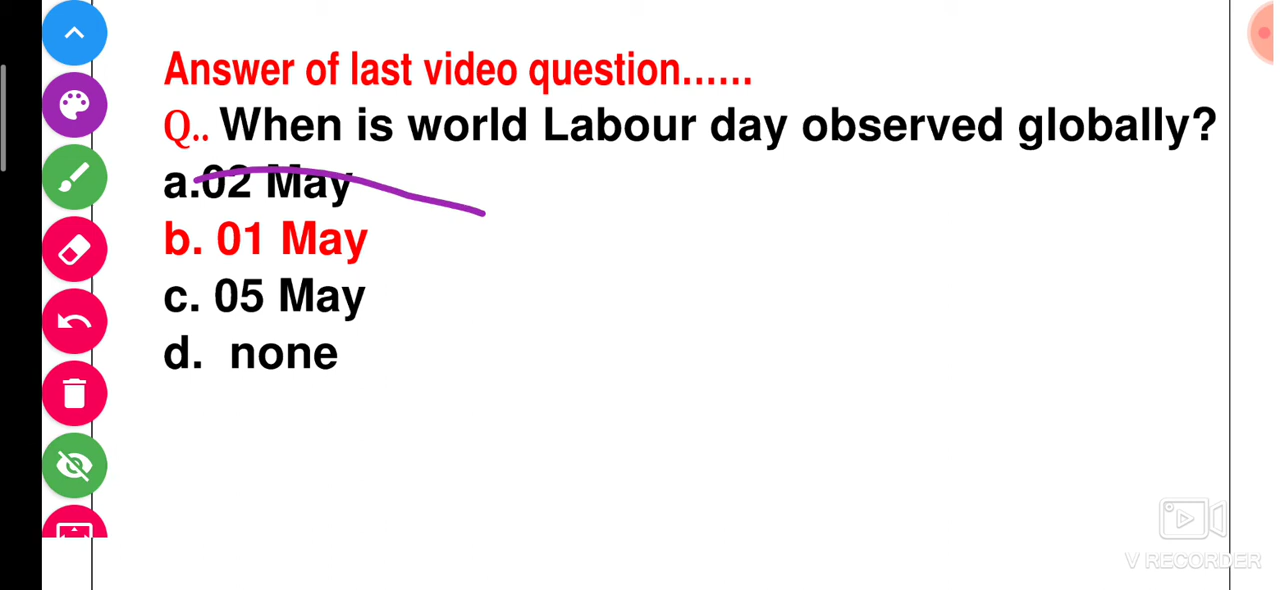 Answer of last video question......
Q.. When is world Labour day observed globally?
a.02 May
b. 01 May
c. 05 May
d. none
V RECORDER